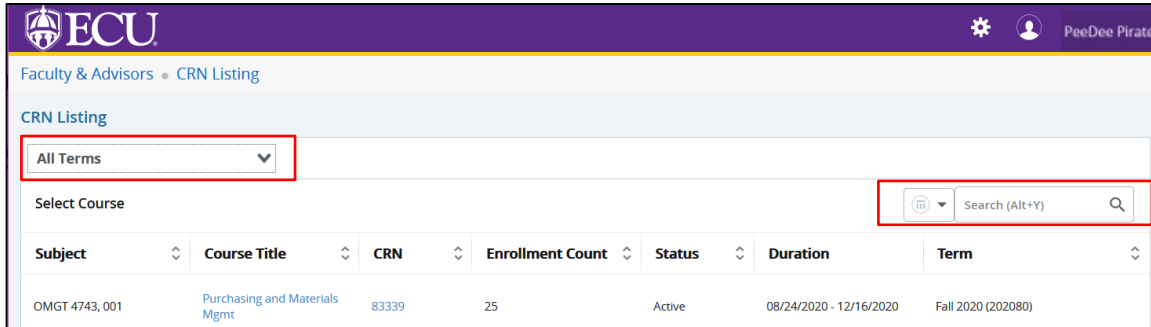 ECU
PeeDee Pirate
Faculty & Advisors • CRN Listing
CRN Listing
All Terms
Select Course
Search (Alt+Y)
Subject Course Title CRN Enrollment Count Status Duration Term
OMGT 4743, 001 Purchasing and Materials Mgmt 83339 25 Active 08/24/2020 - 12/16/2020 Fall 2020 (202080)